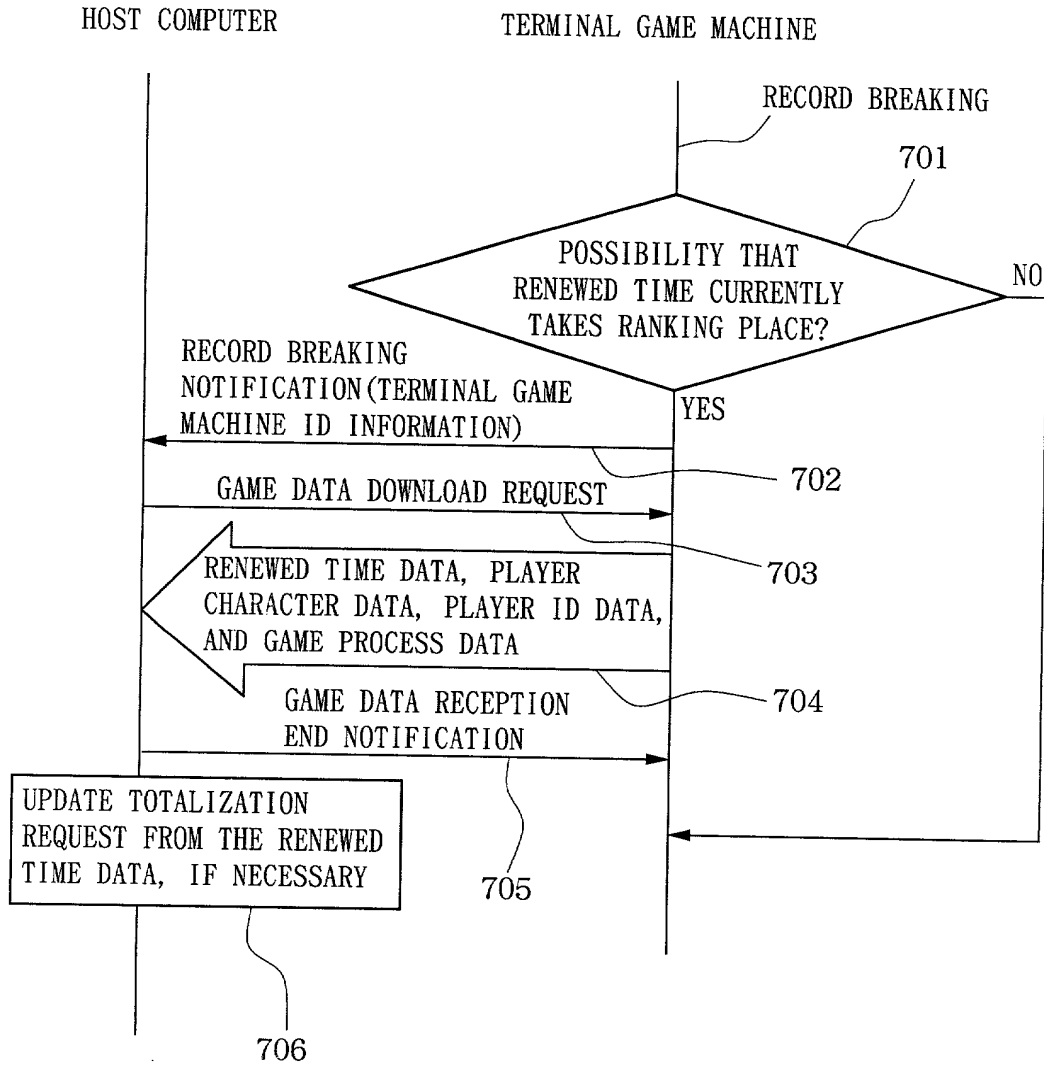 HOST COMPUTER
TERMINAL GAME MACHINE
RECORD BREAKING
701
POSSIBILITY THAT
RENEWED TIME CURRENTLY
TAKES RANKING PLACE?
NO
RECORD BREAKING
NOTIFICATION(TERMINAL GAME
MACHINE ID INFORMATION)
YES
702
GAME DATA DOWNLOAD REQUEST
703
RENEWED TIME DATA, PLAYER
CHARACTER DATA, PLAYER ID DATA,
AND GAME PROCESS DATA
704
GAME DATA RECEPTION
END NOTIFICATION
705
UPDATE TOTALIZATION
REQUEST FROM THE RENEWED
TIME DATA, IF NECESSARY
706